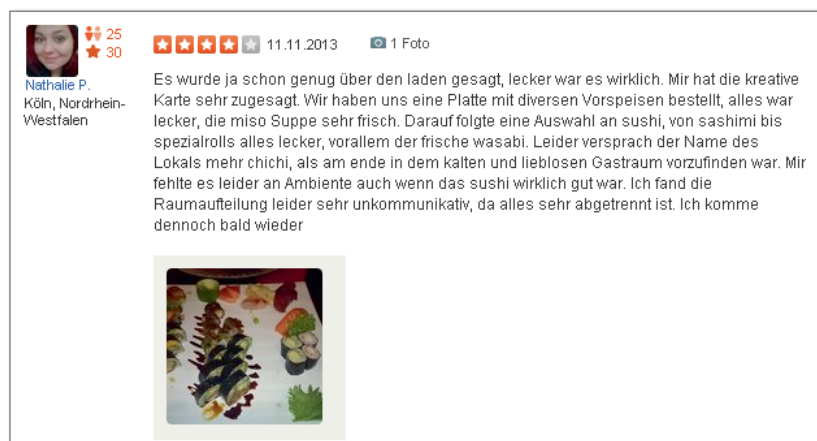 25
30
11.11.2013
1 Foto
Nathalie P.
Köln, Nordrhein-
Westfalen
Es wurde ja schon genug über den laden gesagt, lecker war es wirklich. Mir hat die kreative
Karte sehr zugesagt. Wir haben uns eine Platte mit diversen Vorspeisen bestellt, alles war
lecker, die miso Suppe sehr frisch. Darauf folgte eine Auswahl an sushi, von sashimi bis
spezialrolls alles lecker, vorallem der frische wasabi. Leider versprach der Name des
Lokals mehr chichi, als am ende in dem kalten und lieblosen Gastraum vorzufinden war. Mir
fehlte es leider an Ambiente auch wenn das sushi wirklich gut war. Ich fand die
Raumaufteilung leider sehr unkommunikativ, da alles sehr abgetrennt ist. Ich komme
dennoch bald wieder